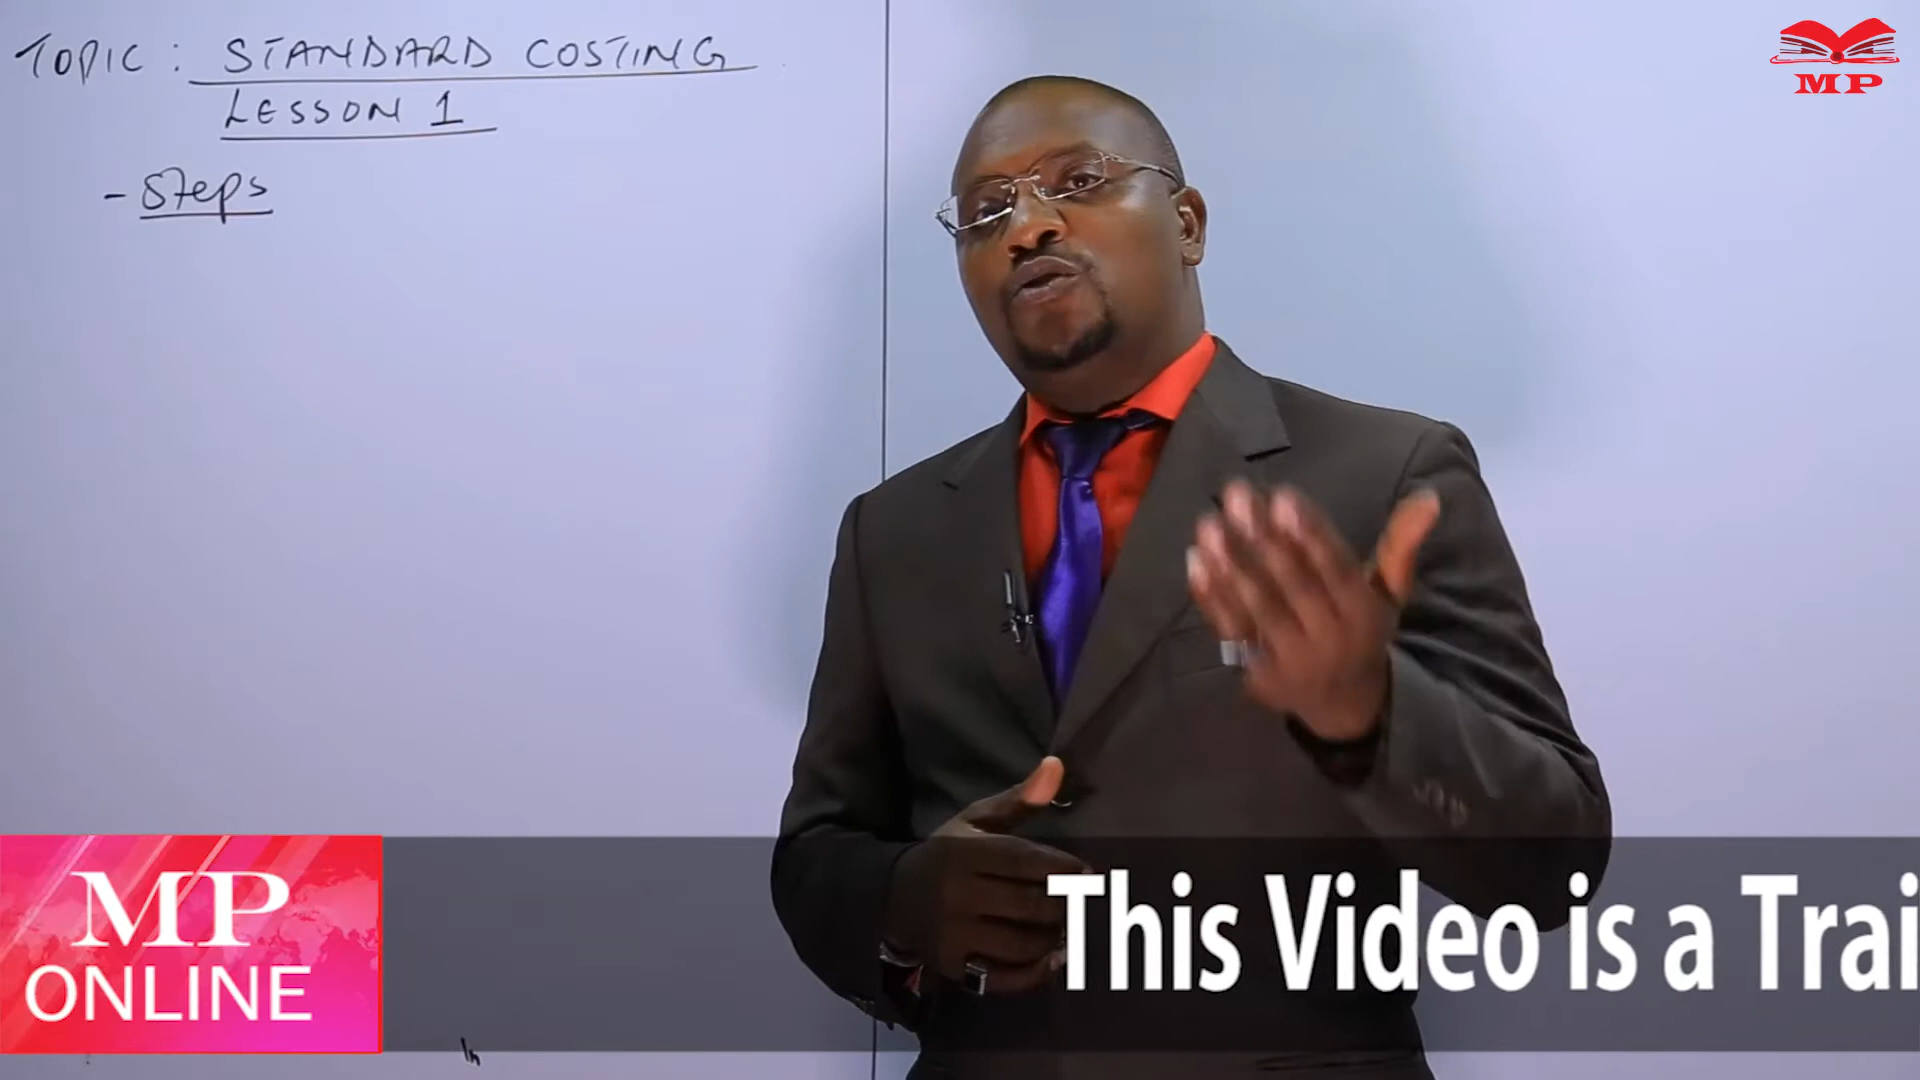 TOPIC: STANDARD COSTING
LESSON 1
- Steps
MP
MP
ONLINE
This Video is a Trai